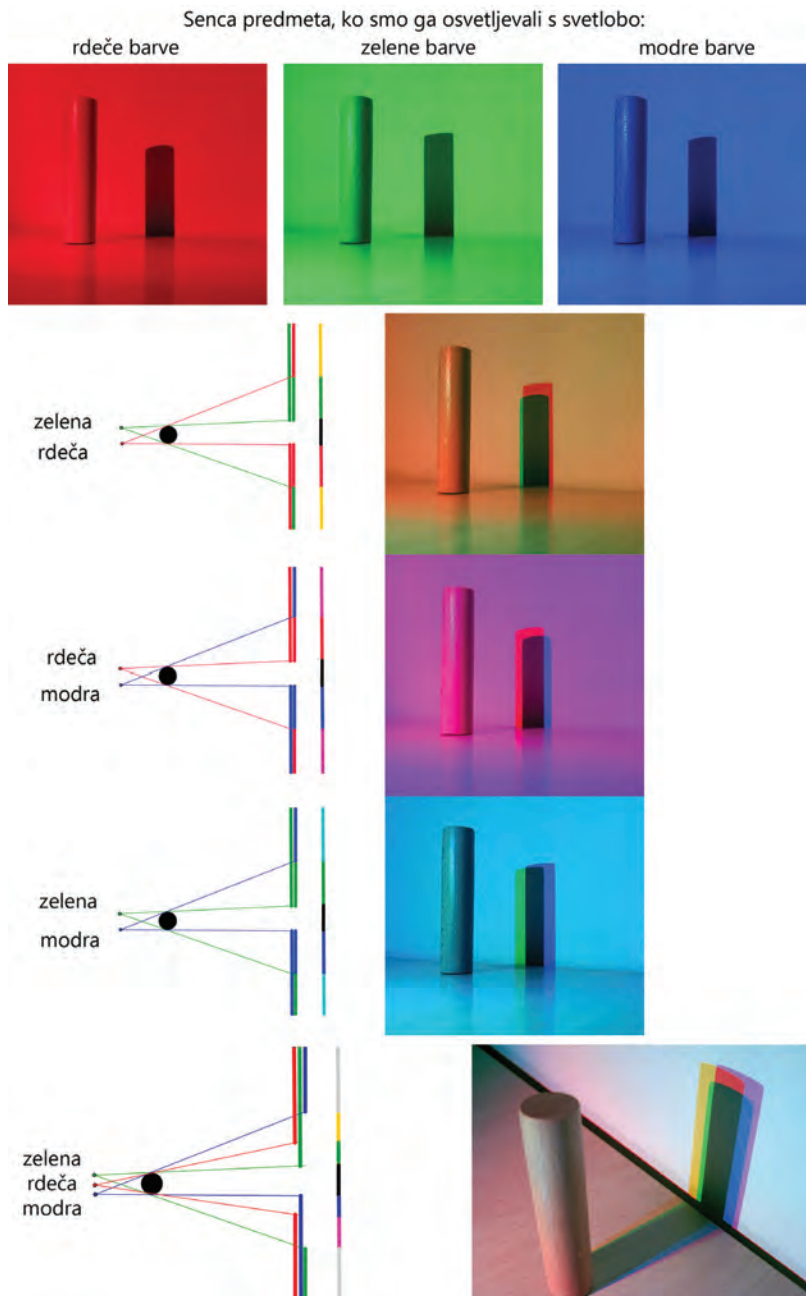 Senca predmeta, ko smo ga osvetljevali s svetlobo:
rdeče barve zelene barve modre barve
zelena
rdeča
rdeča
modra
zelena
modra
zelena
rdeča
modra